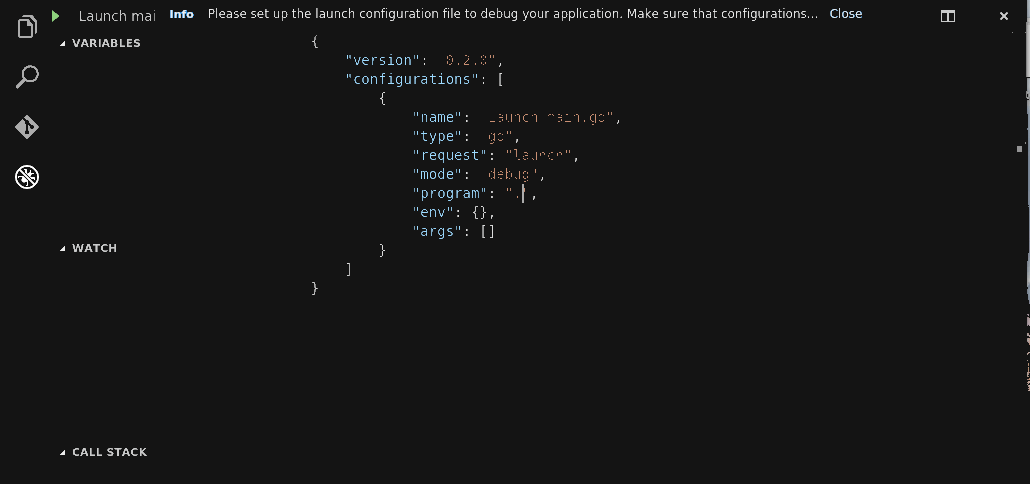 Launch mai Info Please set up the launch configuration file to debug your application. Make sure that configurations... Close
VARIABLES
{
"version": "0.2.0",
"configurations": [
{
"name": "Launch main.go",
"type": "go",
"request": "launch",
"mode": "debug",
"program": ".",
"env": {},
"args": []
}
]
}
WATCH
CALL STACK